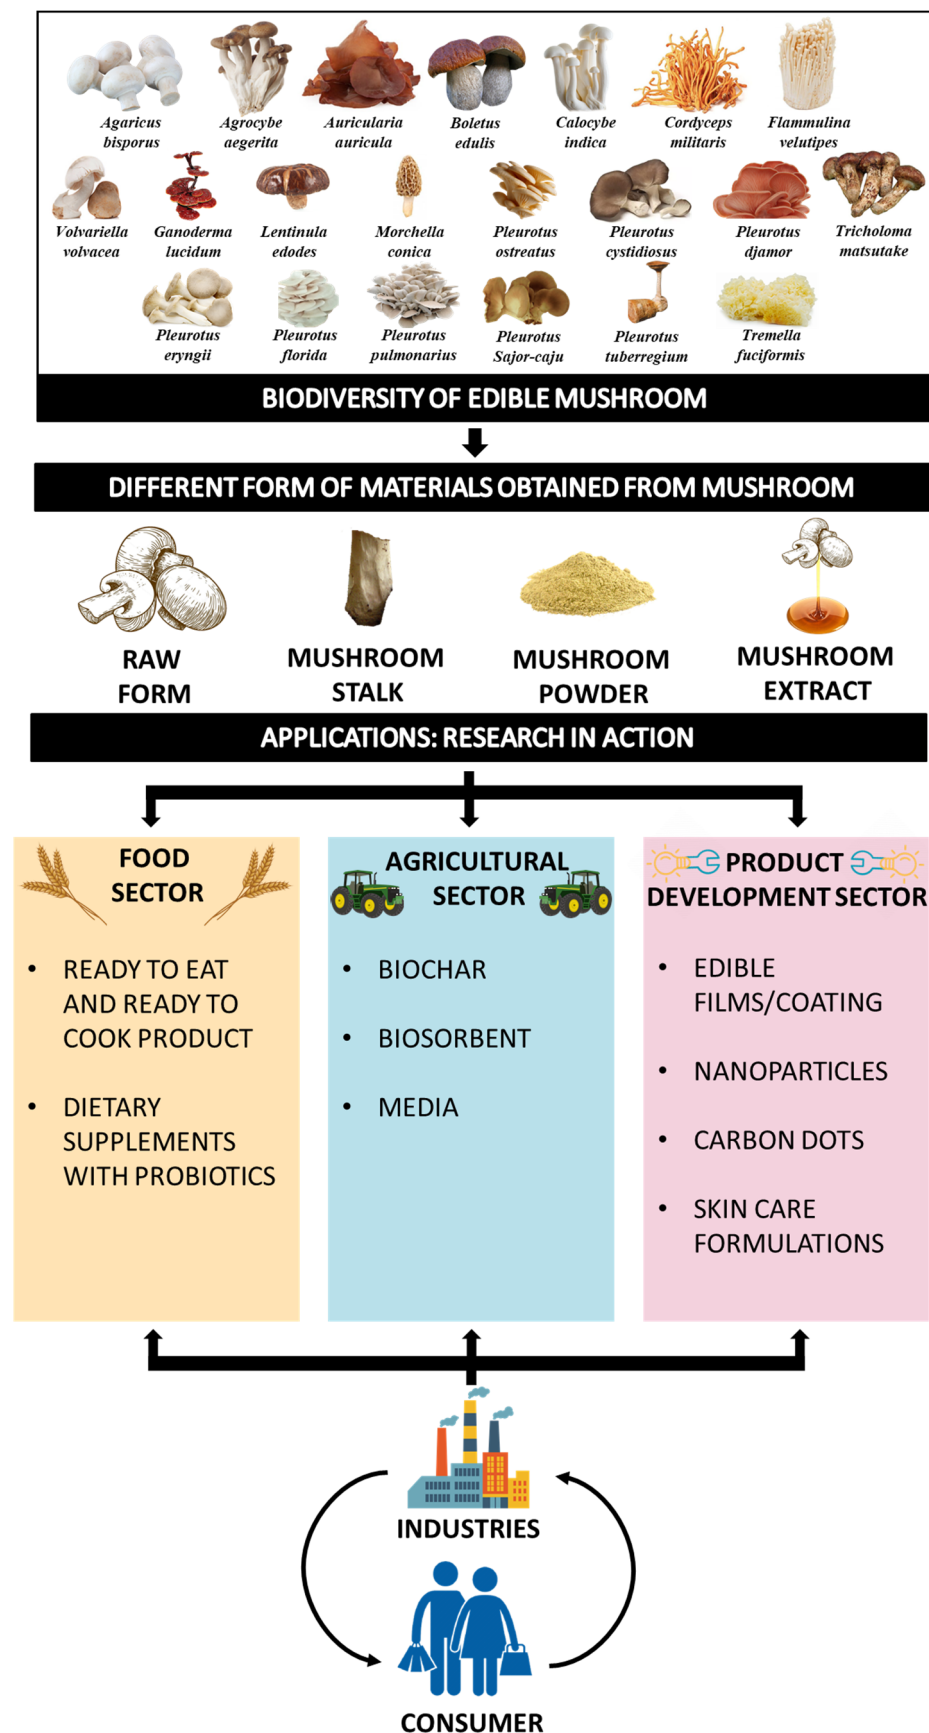 Agaricus Agrocybe Auricularia Boletus Calocybe Cordyceps Flammulina
bisporus aegerita auricula edulis indica militaris velutipes
Volvariella Ganoderma Lentinula Morchella Pleurotus Pleurotus Pleurotus Tricholoma
volvacea lucidum edodes conica ostreatus cystidiosus djamor matsutake
Pleurotus Pleurotus Pleurotus Pleurotus Pleurotus Tremella
eryngii florida pulmonarius Sajor-caju tuberregium fuciformis
BIODIVERSITY OF EDIBLE MUSHROOM
DIFFERENT FORM OF MATERIALS OBTAINED FROM MUSHROOM
RAW
FORM
MUSHROOM
STALK
MUSHROOM
POWDER
MUSHROOM
EXTRACT
APPLICATIONS: RESEARCH IN ACTION
FOOD
SECTOR
• READY TO EAT
AND READY TO
COOK PRODUCT
• DIETARY
SUPPLEMENTS
WITH PROBIOTICS
AGRICULTURAL
SECTOR
• BIOCHAR
• BIOSORBENT
• MEDIA
PRODUCT
DEVELOPMENT SECTOR
• EDIBLE
FILMS/COATING
• NANOPARTICLES
• CARBON DOTS
• SKIN CARE
FORMULATIONS
INDUSTRIES
CONSUMER